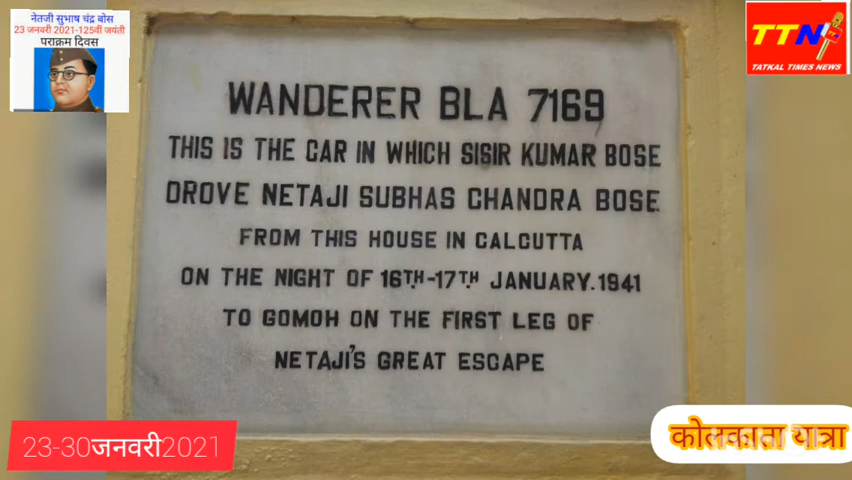 नेतजी सुभाष चंद्र बोस
23 जनवरी 2021-125वीं जयंती
पराक्रम दिवस
TTN
TATKAL TIMES NEWS
WANDERER BLA 7169
THIS IS THE CAR IN WHICH SISIR KUMAR BOSE
DROVE NETAJI SUBHAS CHANDRA BOSE
FROM THIS HOUSE IN CALCUTTA
ON THE NIGHT OF 16TH-17TH JANUARY.1941
TO GOMOH ON THE FIRST LEG OF
NETAJI'S GREAT ESCAPE
23-30जनवरी2021
कोलकाता यात्रा